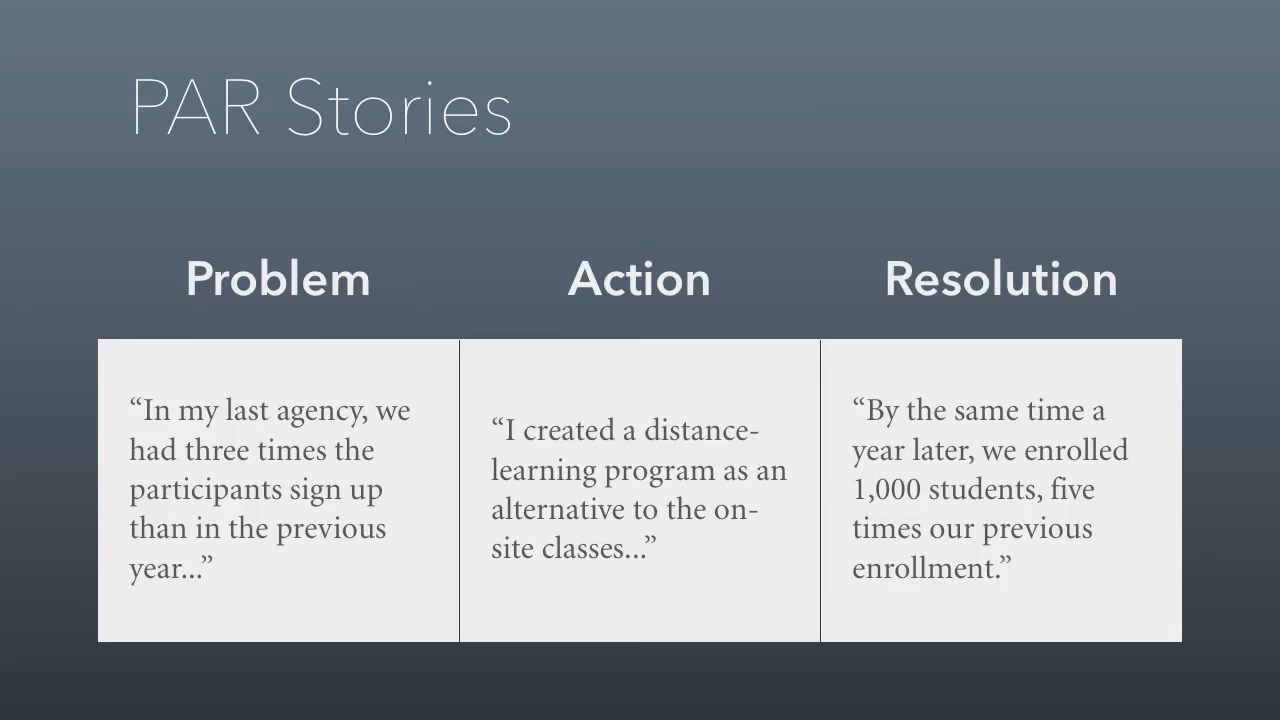 PAR Stories
Problem
Action
Resolution
“In my last agency, we
had three times the
participants sign up
than in the previous
year...”
“I created a distance-
learning program as an
alternative to the on-
site classes...”
“By the same time a
year later, we enrolled
1,000 students, five
times our previous
enrollment.”